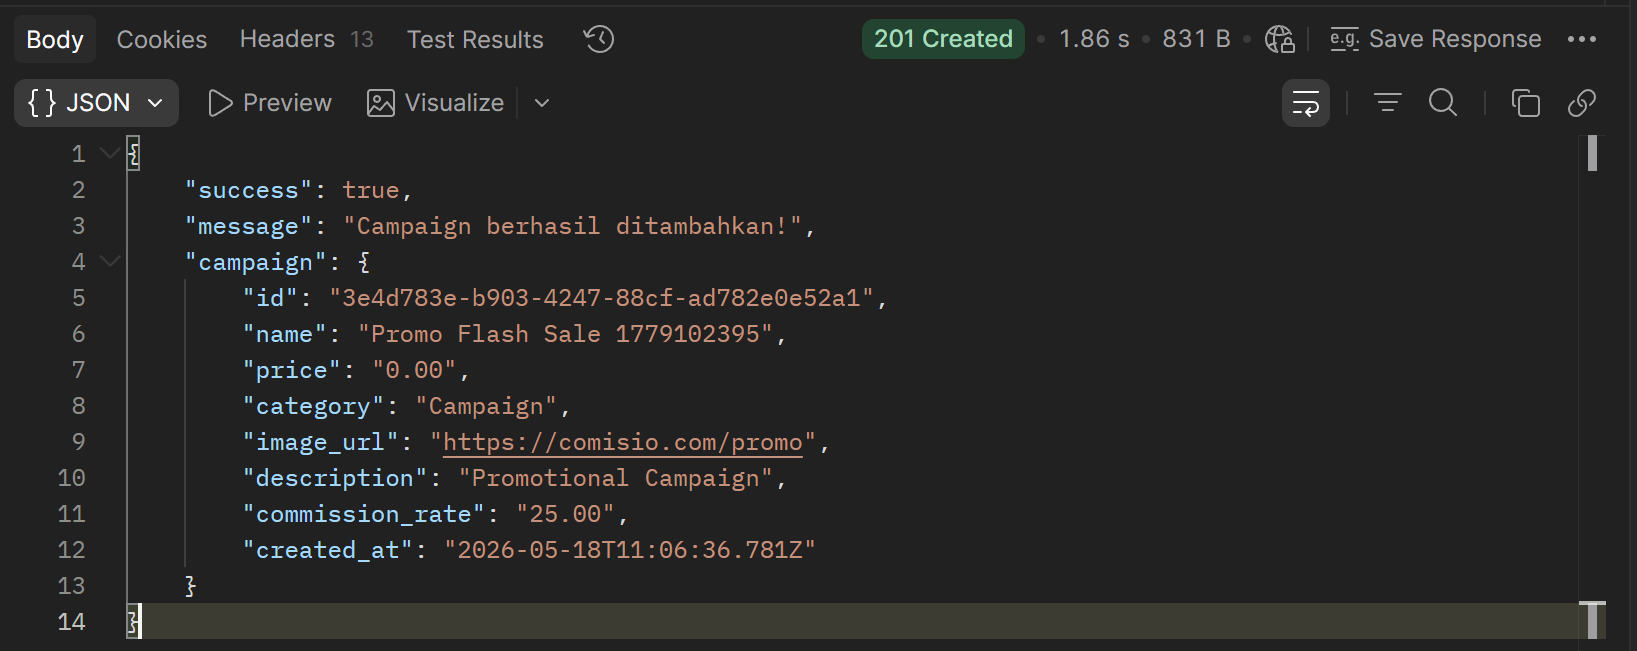 Body Cookies Headers 13 Test Results 201 Created • 1.86 s • 831 B • e.g. Save Response
{ } JSON Preview Visualize
1 {
2 "success": true,
3 "message": "Campaign berhasil ditambahkan!",
4 "campaign": {
5 "id": "3e4d783e-b903-4247-88cf-ad782e0e52a1",
6 "name": "Promo Flash Sale 1779102395",
7 "price": "0.00",
8 "category": "Campaign",
9 "image_url": "https://comisio.com/promo",
10 "description": "Promotional Campaign",
11 "commission_rate": "25.00",
12 "created_at": "2026-05-18T11:06:36.781Z"
13 }
14 }